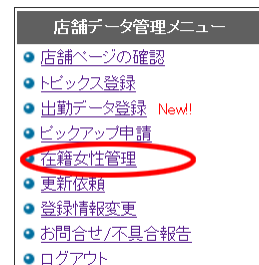 店舗データ管理メニュー
店舗ページの確認
トピックス登録
出勤データ登録 New!!
ピックアップ申請
在籍女性管理
更新依頼
登録情報変更
お問合せ/不具合報告
ログアウト